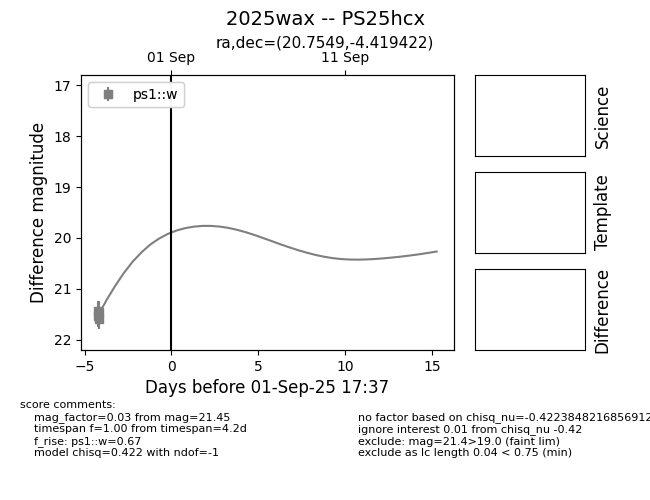 2025wax -- PS25hcx
ra,dec=(20.7549,-4.419422)
01 Sep
11 Sep
ps1::w
17
18
19
20
21
22
Difference magnitude
−5
0
5
10
15
Days before 01-Sep-25 17:37
Science
Template
Difference
score comments:
mag_factor=0.03 from mag=21.45
timespan f=1.00 from timespan=4.2d
f_rise: ps1::w=0.67
model chisq=0.422 with ndof=-1
no factor based on chisq_nu=-0.4223848216856912
ignore interest 0.01 from chisq_nu -0.42
exclude: mag=21.4>19.0 (faint lim)
exclude as lc length 0.04 < 0.75 (min)